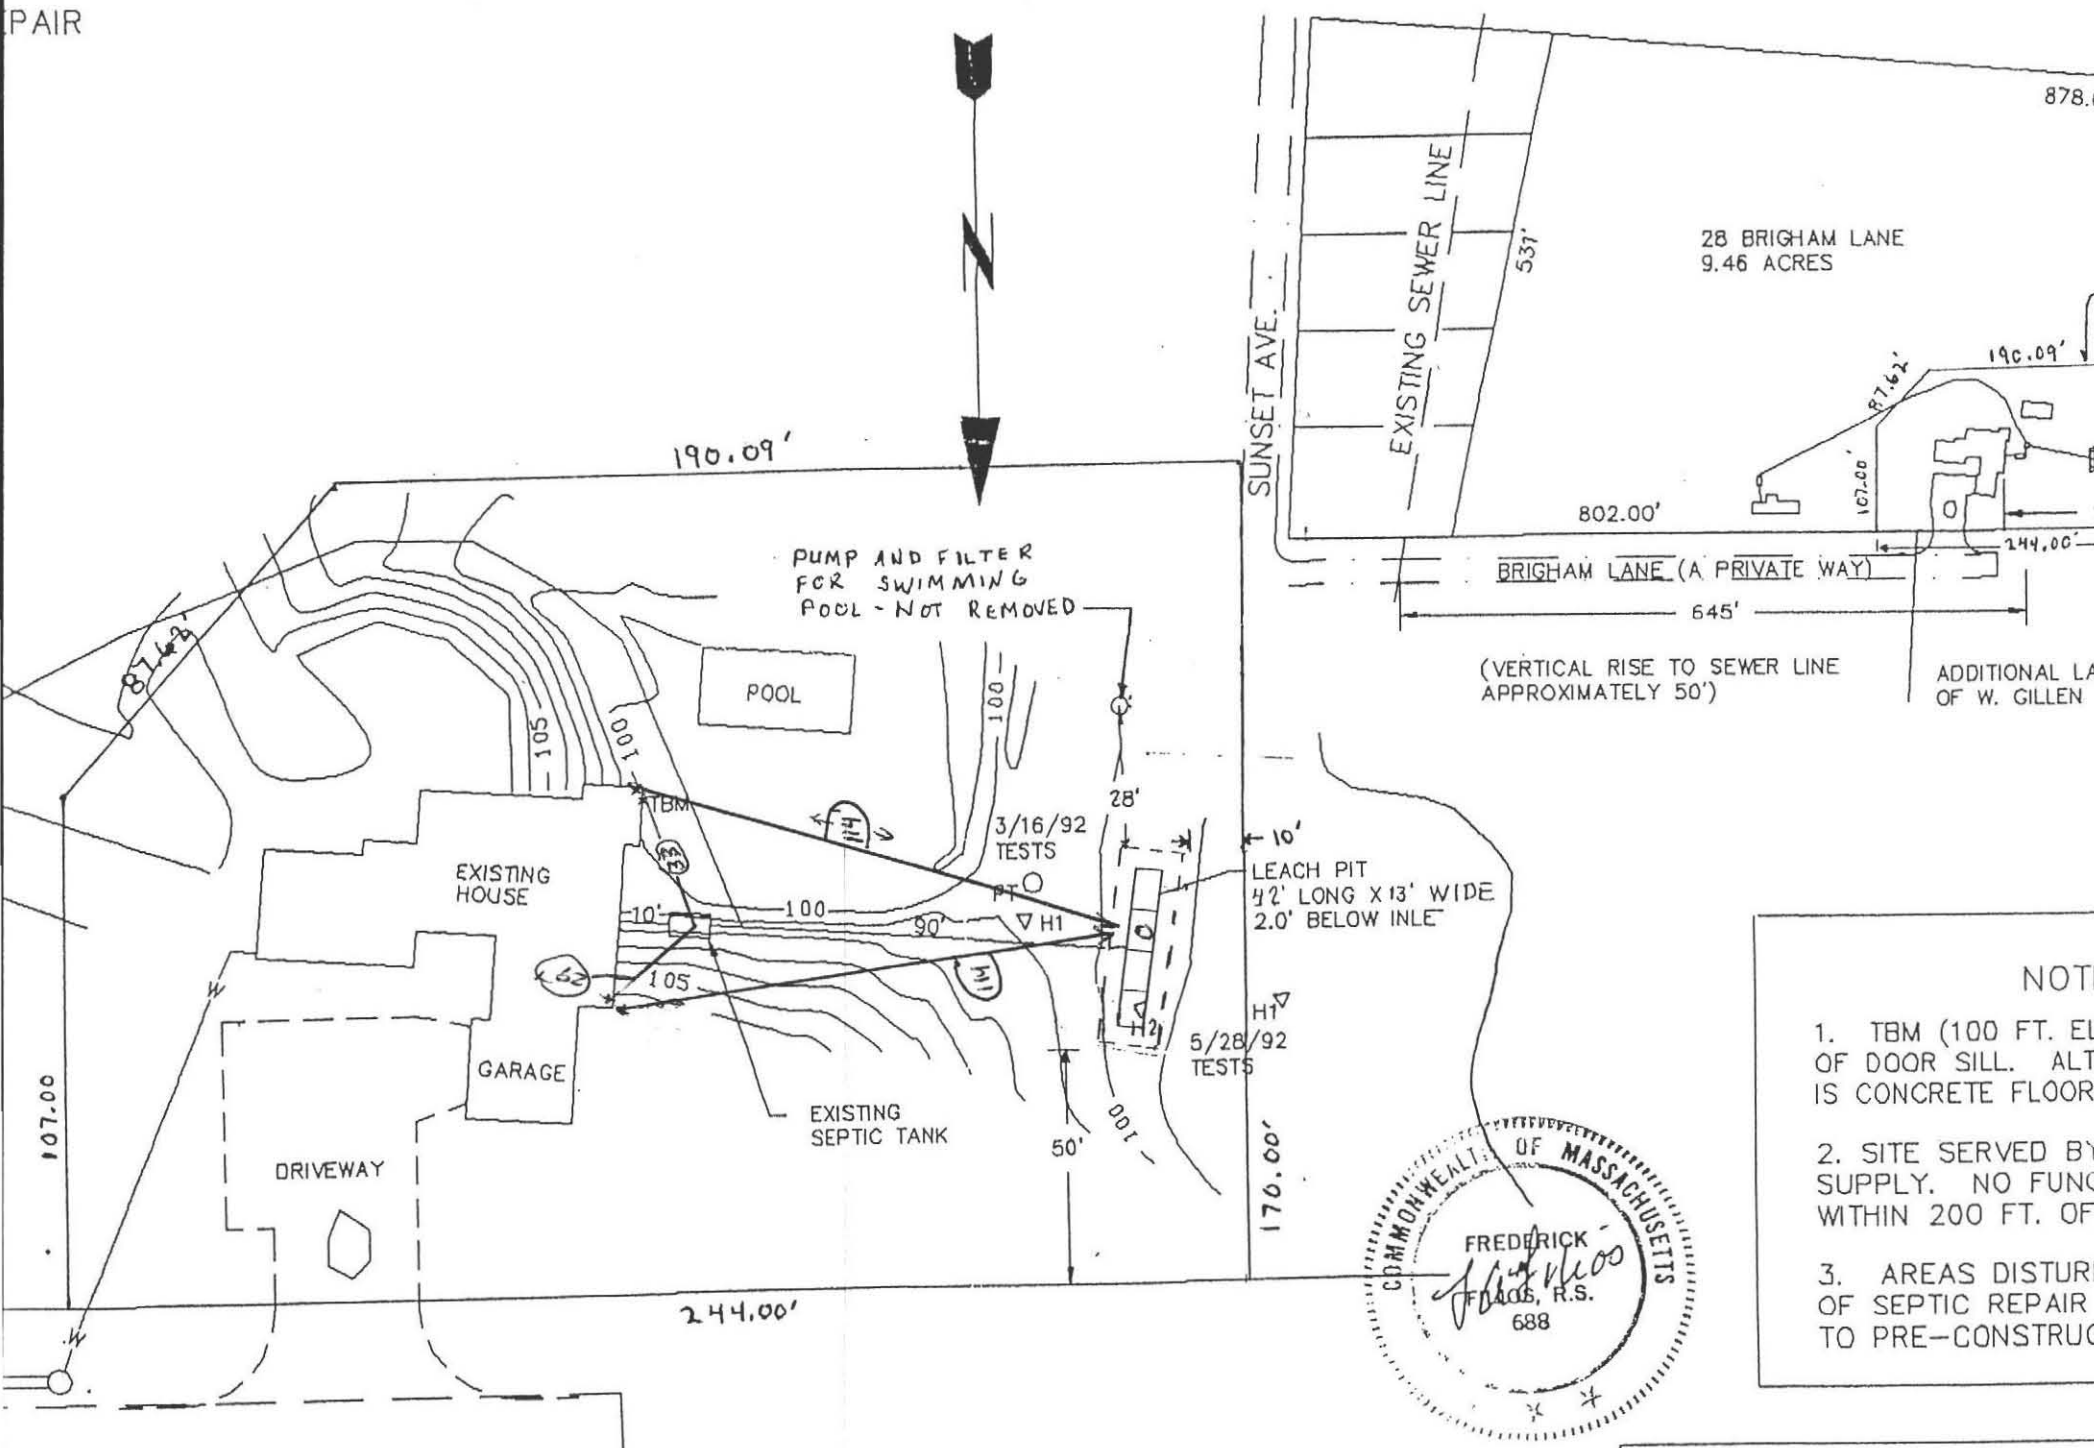 PAIR
N
190.09'
PUMP AND FILTER
FOR SWIMMING
POOL - NOT REMOVED
87.62'
POOL
105
100
100
TBM
114
3/16/92
TESTS
28'
10'
LEACH PIT
42' LONG X 13' WIDE
2.0' BELOW INLE
EXISTING
HOUSE
33
PT
H1
10'
100
90'
62
105
114
H2
H1
5/28/92
TESTS
GARAGE
EXISTING
SEPTIC TANK
50'
100
170.00'
107.00
W
W
DRIVEWAY
244.00'
SUNSET AVE.
EXISTING SEWER LINE
531'
878.
28 BRIGHAM LANE
9.46 ACRES
190.09'
87.62'
107.00'
802.00'
244.00'
BRIGHAM LANE (A PRIVATE WAY)
645'
(VERTICAL RISE TO SEWER LINE
APPROXIMATELY 50')
ADDITIONAL LA
OF W. GILLEN
COMMONWEALT OF MASSACHUSETTS
FREDERICK
R.S.
688
NOT
1. TBM (100 FT. EL
OF DOOR SILL. ALT
IS CONCRETE FLOOR
2. SITE SERVED BY
SUPPLY. NO FUNC
WITHIN 200 FT. OF
3. AREAS DISTUR
OF SEPTIC REPAIR
TO PRE-CONSTRUC